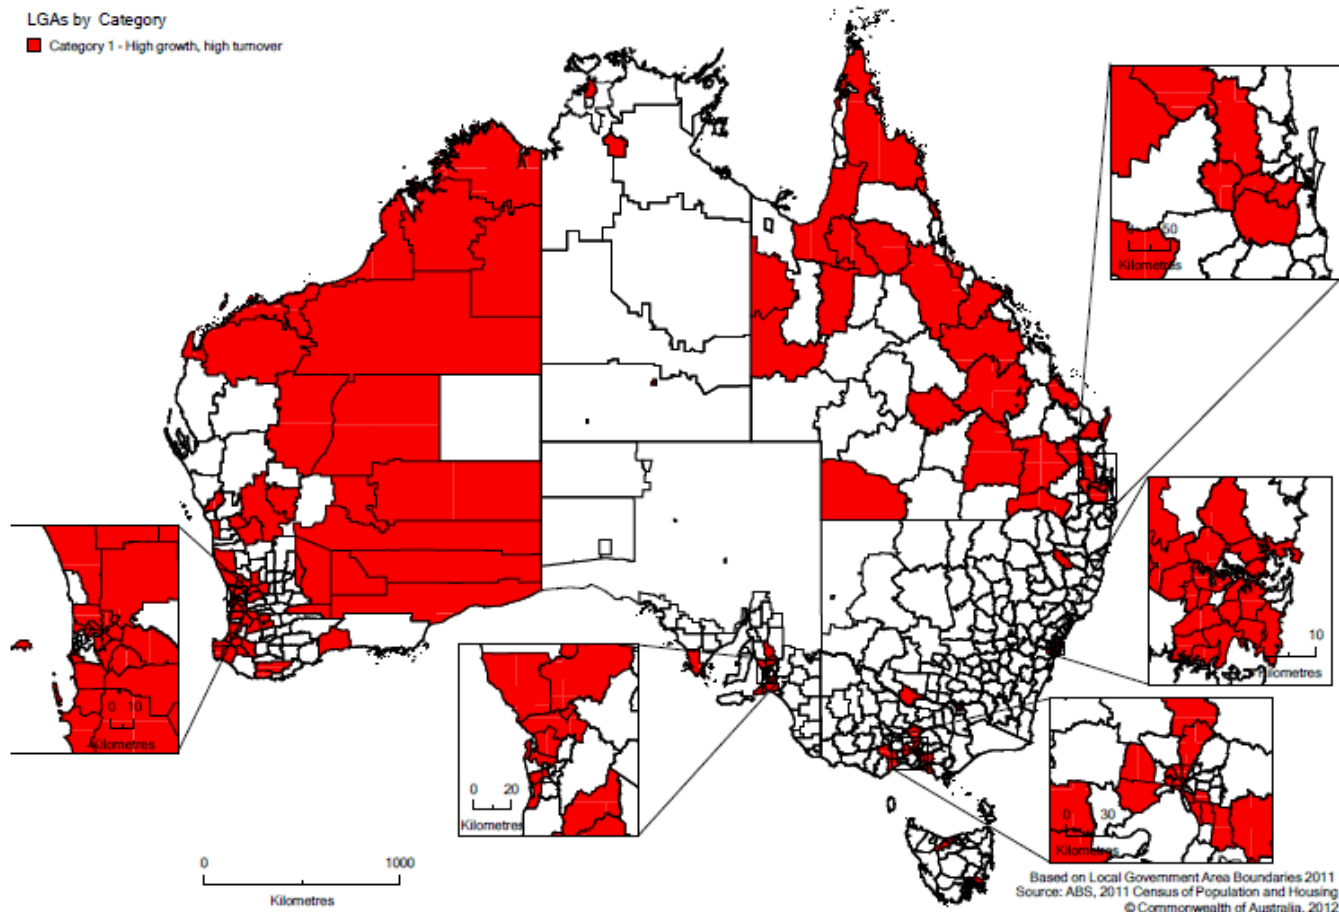 LGAs by Category
Category 1 - High growth, high turnover
50
Kilometres
10
Kilometres
0 10
Kilometres
0 20
Kilometres
0 30
Kilometres
0 1000
Kilometres
Based on Local Government Area Boundaries 2011
Source: ABS, 2011 Census of Population and Housing
© Commonwealth of Australia, 2012